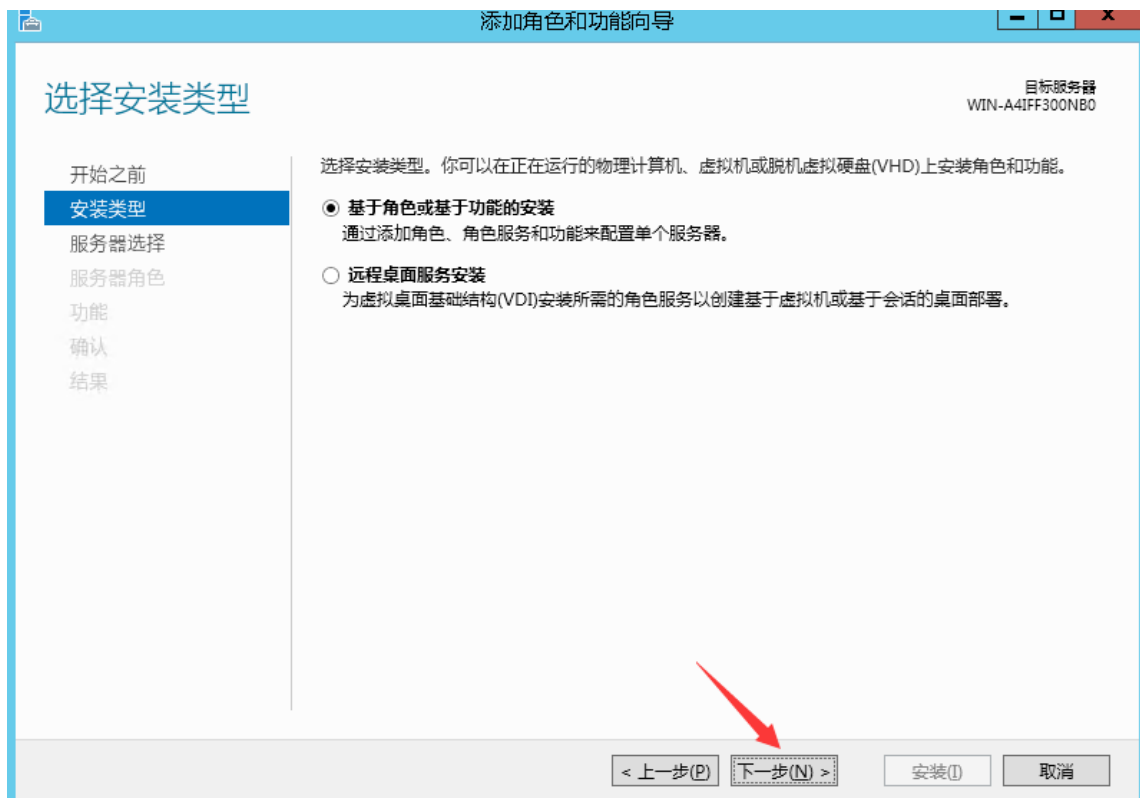 添加角色和功能向导
选择安装类型
目标服务器
WIN-A4IFF300NB0
开始之前
安装类型
服务器选择
服务器角色
功能
确认
结果
选择安装类型。你可以在正在运行的物理计算机、虚拟机或脱机虚拟硬盘(VHD)上安装角色和功能。
基于角色或基于功能的安装
通过添加角色、角色服务和功能来配置单个服务器。
远程桌面服务安装
为虚拟桌面基础结构(VDI)安装所需的角色服务以创建基于虚拟机或基于会话的桌面部署。
< 上一步(P)
下一步(N) >
安装(I)
取消